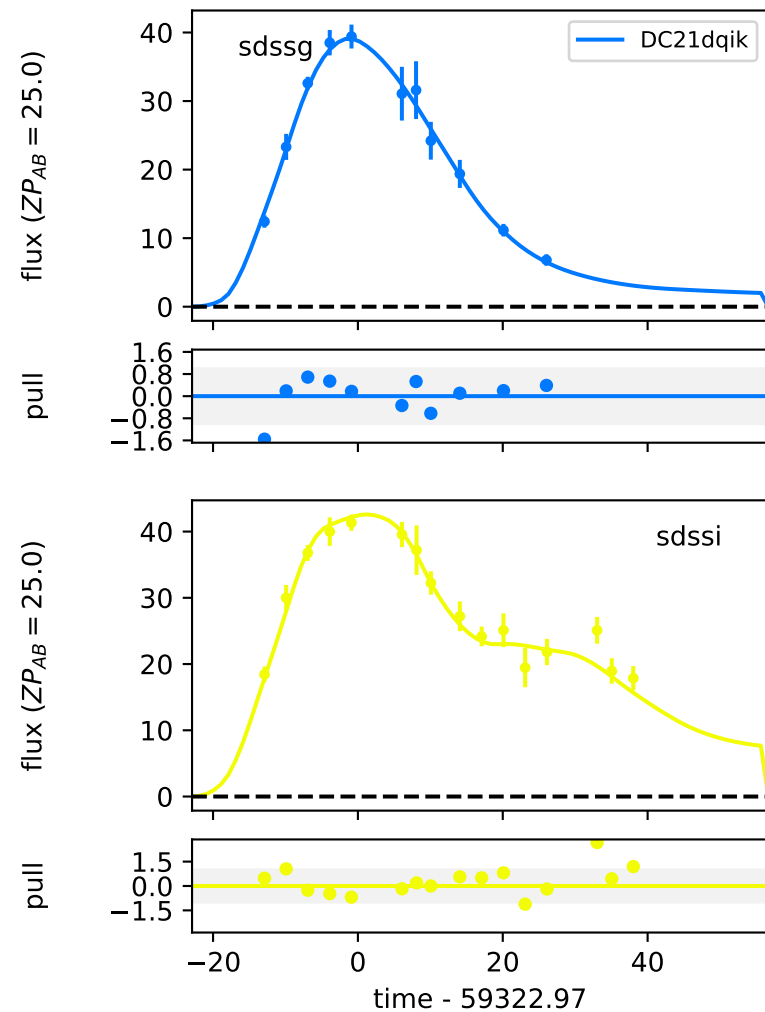 sdssg
DC21dqik
flux (ZP_AB = 25.0)
40
30
20
10
0
pull
1.6
0.8
0.0
−0.8
−1.6
sdssi
flux (ZP_AB = 25.0)
40
30
20
10
0
pull
1.5
0.0
−1.5
−20 0 20 40
time - 59322.97